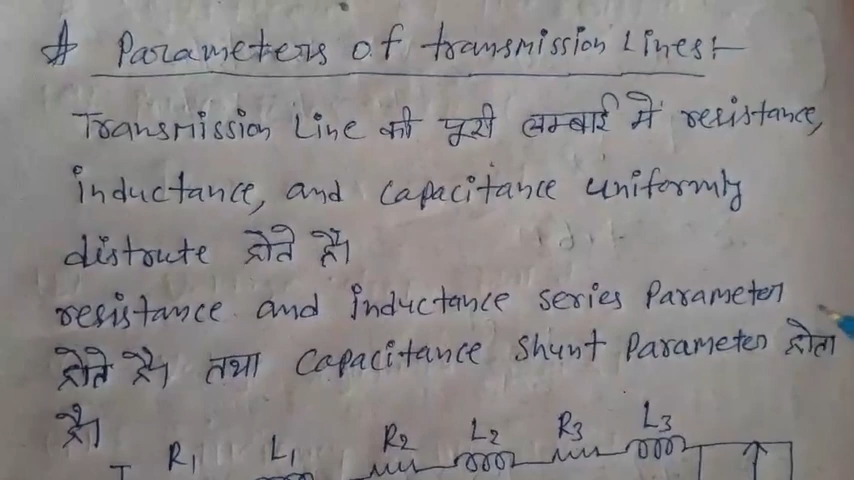 # Parameters of transmission Lines:-
Transmission Line की पूरी लम्बाई में resistance,
inductance, and capacitance uniformly
distrute होते है।
resistance and inductance series parameter
होते है। तथा capacitance shunt parameter होता
है।
R1 L1 R2 L2 R3 L3